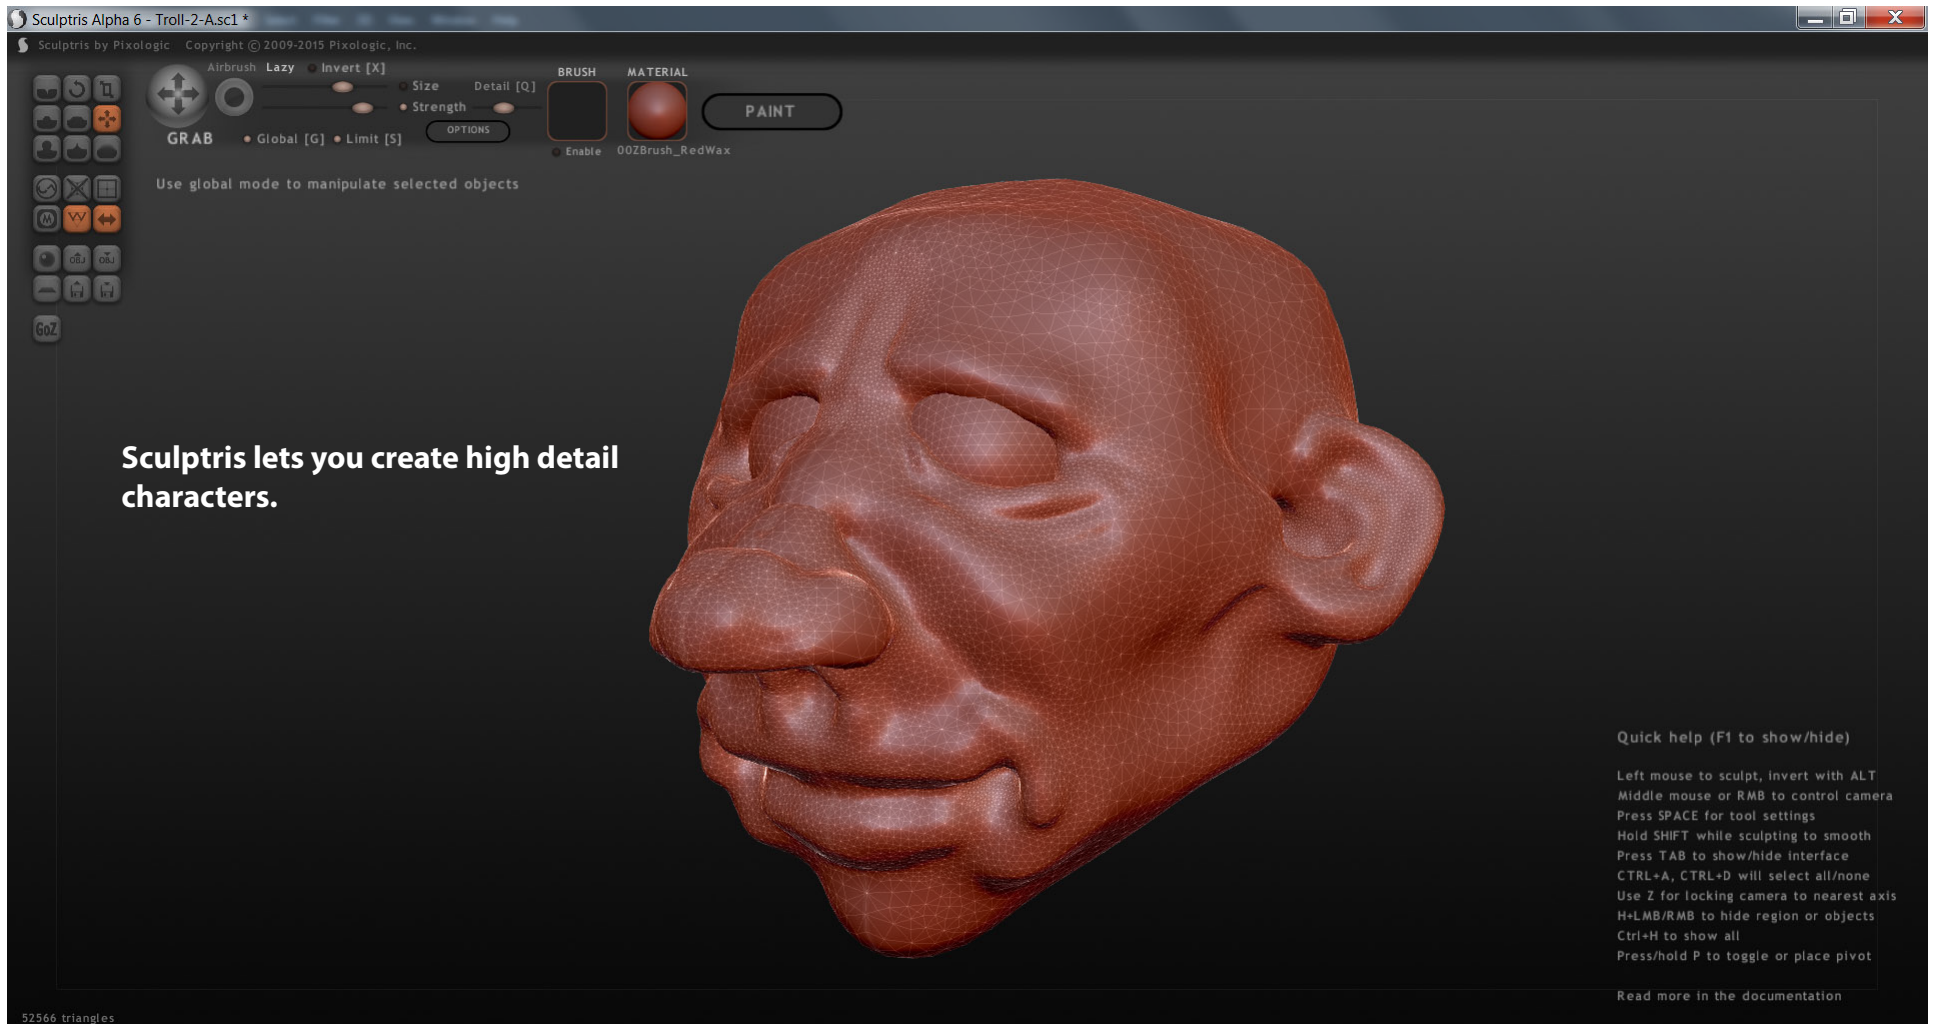 Sculptris Alpha 6 - Troll-2-A.sc1 *
Sculptris by Pixologic Copyright © 2009-2015 Pixologic, Inc.
Airbrush Lazy Invert [X]
Size Detail [Q]
Strength
GRAB
Global [G] Limit [S]
OPTIONS
BRUSH
Enable
MATERIAL
00ZBrush_RedWax
PAINT
Use global mode to manipulate selected objects
OBJ OBJ
GoZ
Sculptris lets you create high detail
characters.
Quick help (F1 to show/hide)
Left mouse to sculpt, invert with ALT
Middle mouse or RMB to control camera
Press SPACE for tool settings
Hold SHIFT while sculpting to smooth
Press TAB to show/hide interface
CTRL+A, CTRL+D will select all/none
Use Z for locking camera to nearest axis
H+LMB/RMB to hide region or objects
Ctrl+H to show all
Press/hold P to toggle or place pivot
Read more in the documentation
52566 triangles